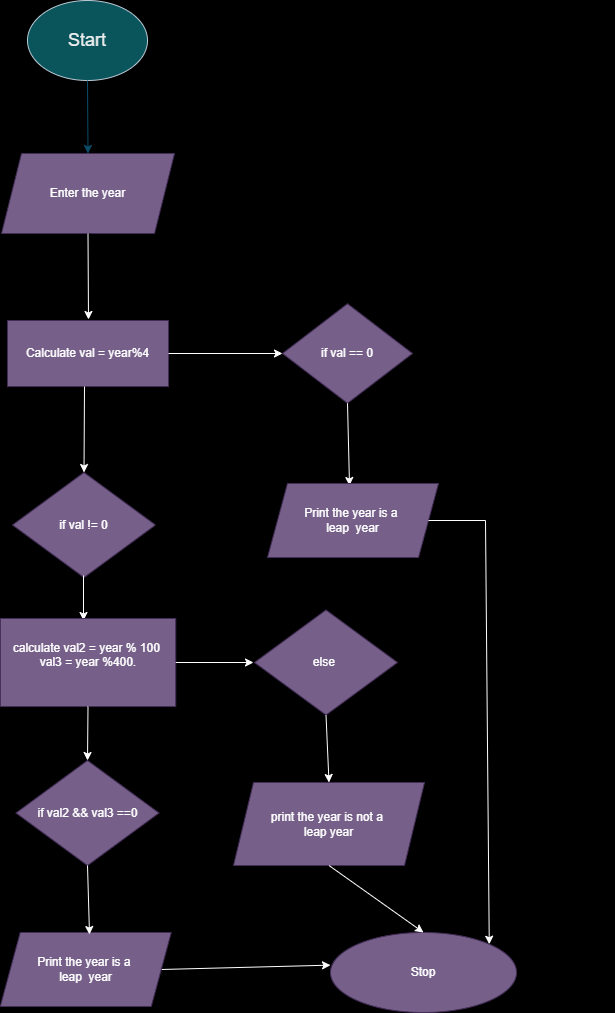 Start
Enter the year
Calculate val = year%4
if val == 0
Print the year is a
leap  year
if val != 0
calculate val2 = year % 100
val3 = year %400.
else
if val2 && val3 ==0
print the year is not a
leap year
Print the year is a
leap  year
Stop